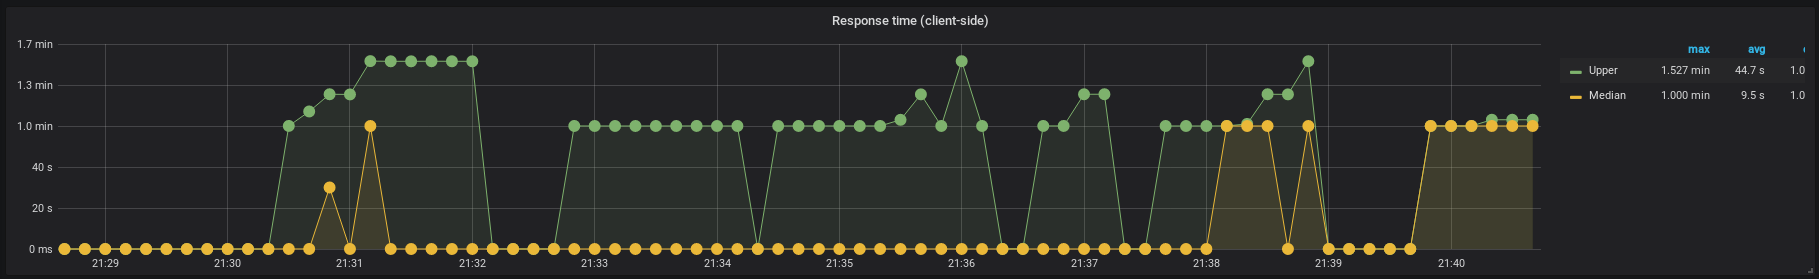 Response time (client-side)
1.7 min
1.3 min
1.0 min
40 s
20 s
0 ms
21:29 21:30 21:31 21:32 21:33 21:34 21:35 21:36 21:37 21:38 21:39 21:40
max avg
Upper 1.527 min 44.7 s 1.0
Median 1.000 min 9.5 s 1.0